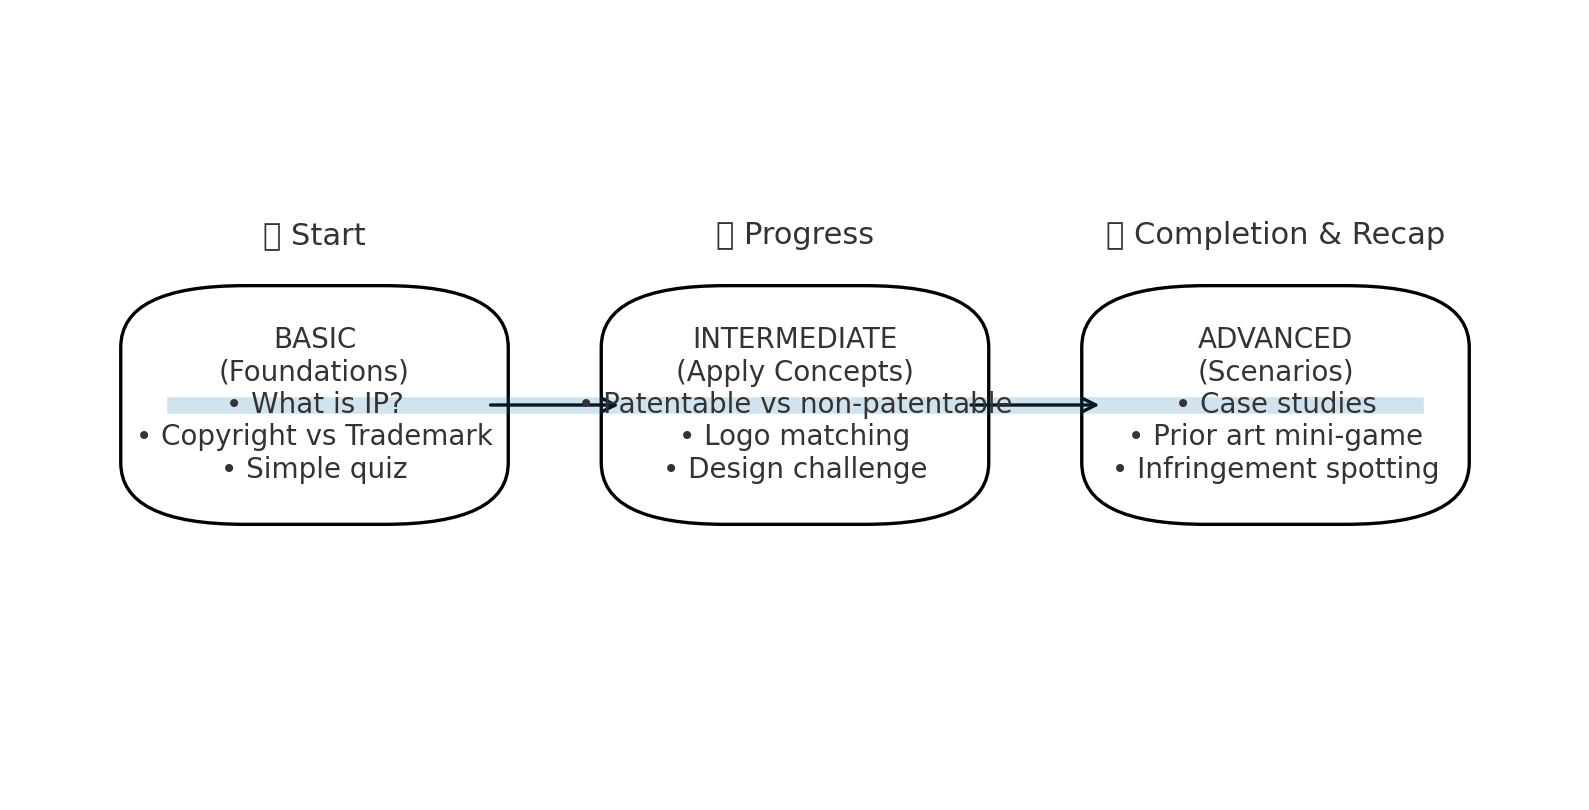 Start
Progress
Completion & Recap
BASIC
(Foundations)
• What is IP?
• Copyright vs Trademark
• Simple quiz
INTERMEDIATE
(Apply Concepts)
• Patentable vs non-patentable
• Logo matching
• Design challenge
ADVANCED
(Scenarios)
• Case studies
• Prior art mini-game
• Infringement spotting